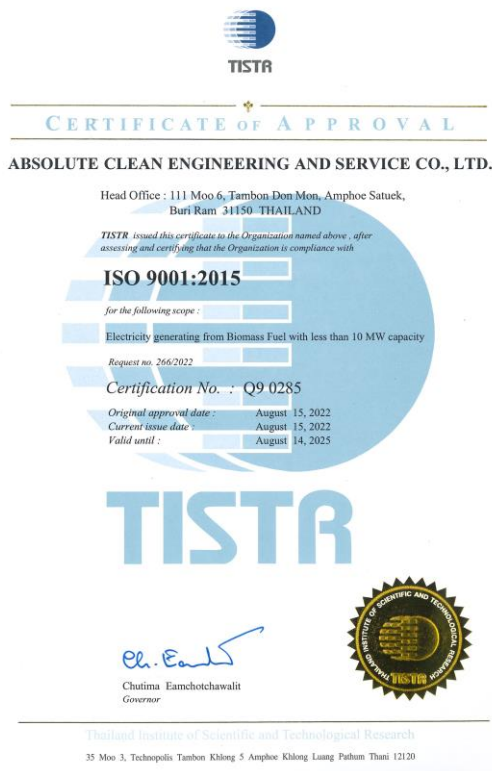 TISTR
CERTIFICATE OF APPROVAL
ABSOLUTE CLEAN ENGINEERING AND SERVICE CO., LTD.
Head Office : 111 Moo 6, Tambon Don Mon, Amphoe Satuek,
Buri Ram 31150 THAILAND
TISTR issued this certificate to the Organization named above , after
assessing and certifying that the Organization is compliance with
ISO 9001:2015
for the following scope :
Electricity generating from Biomass Fuel with less than 10 MW capacity
Request no. 266/2022
Certification No. : Q9 0285
Original approval date : August 15, 2022
Current issue date : August 15, 2022
Valid until : August 14, 2025
TISTR
THAILAND INSTITUTE OF SCIENTIFIC AND TECHNOLOGICAL RESEARCH
TISTR
Ch. Eam
Chutima Eamchotchawalit
Governor
Thailand Institute of Scientific and Technological Research
35 Moo 3, Technopolis Tambon Khlong 5 Amphoe Khlong Luang Pathum Thani 12120